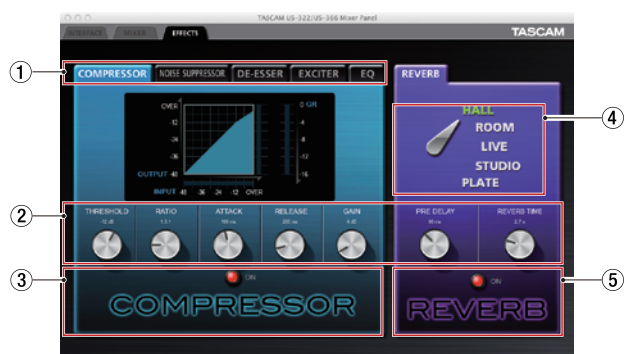 TASCAM US-322/US-366 Mixer Panel
INTERFACE MIXER EFFECTS TASCAM
① COMPRESSOR NOISE SUPPRESSOR DE-ESSER EXCITER EQ REVERB
OVER 0 GR
-12 -4
-24 -8
-36 -12
OUTPUT -48 -16
INPUT -48 -36 -24 -12 OVER
④ HALL
ROOM
LIVE
STUDIO
PLATE
② THRESHOLD RATIO ATTACK RELEASE GAIN PRE DELAY REVERB TIME
-12 dB
③ ON
COMPRESSOR
⑤ ON
REVERB